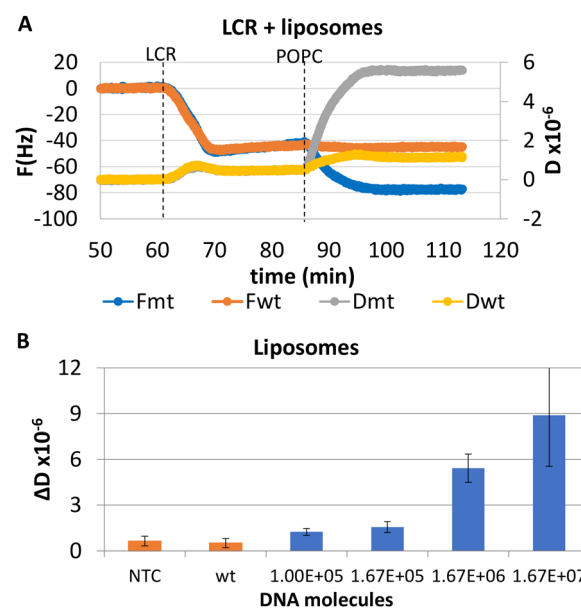 A
LCR + liposomes
LCR
POPC
20
0
-20
-40
-60
-80
-100
F(Hz)
6
4
2
0
-2
D x10-6
50 60 70 80 90 100 110 120
time (min)
Fmt Fwt Dmt Dwt
B
Liposomes
12
9
6
3
0
ΔD x10-6
NTC wt 1.00E+05 1.67E+05 1.67E+06 1.67E+07
DNA molecules